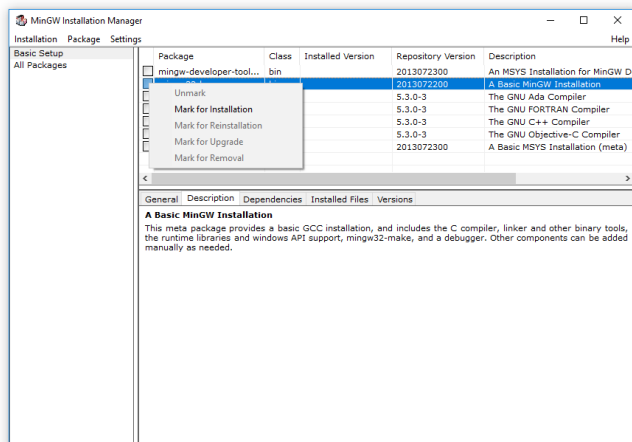 MinGW Installation Manager
Installation Package Settings Help
Basic Setup
All Packages
Package Class Installed Version Repository Version Description
mingw-developer-tool... bin 2013072300 An MSYS Installation for MinGW D
2013072200 A Basic MinGW Installation
5.3.0-3 The GNU Ada Compiler
5.3.0-3 The GNU FORTRAN Compiler
5.3.0-3 The GNU C++ Compiler
5.3.0-3 The GNU Objective-C Compiler
2013072300 A Basic MSYS Installation (meta)
Unmark
Mark for Installation
Mark for Reinstallation
Mark for Upgrade
Mark for Removal
General Description Dependencies Installed Files Versions
A Basic MinGW Installation
This meta package provides a basic GCC installation, and includes the C compiler, linker and other binary tools,
the runtime libraries and windows API support, mingw32-make, and a debugger. Other components can be added
manually as needed.